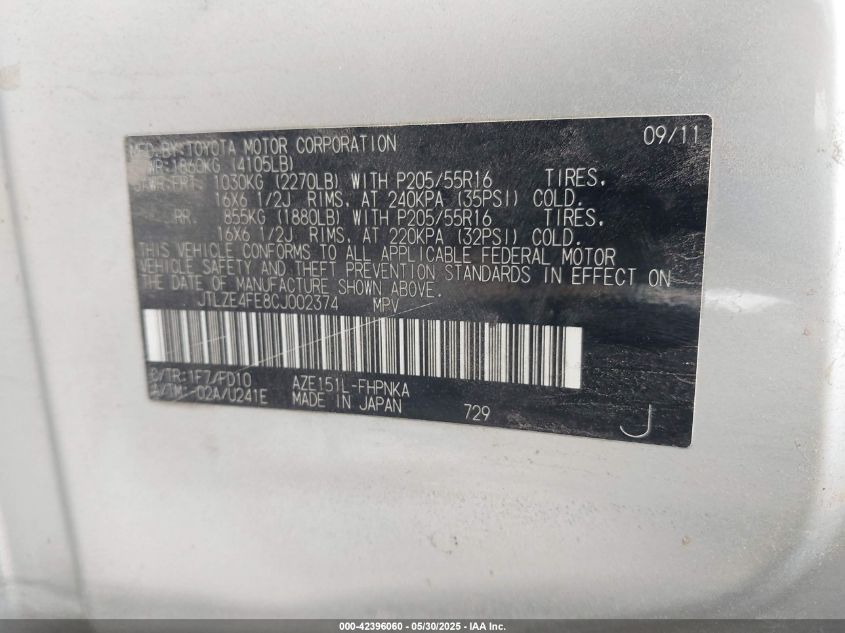 MFD.BY:TOYOTA MOTOR CORPORATION 09/11
1860KG (4105LB)
FRT. 1030KG (2270LB) WITH P205/55R16 TIRES,
16X6 1/2J RIMS, AT 240KPA (35PSI) COLD.
RR. 855KG (1880LB) WITH P205/55R16 TIRES,
16X6 1/2J RIMS, AT 220KPA (32PSI) COLD.
THIS VEHICLE CONFORMS TO ALL APPLICABLE FEDERAL MOTOR
VEHICLE SAFETY AND THEFT PREVENTION STANDARDS IN EFFECT ON
THE DATE OF MANUFACTURE SHOWN ABOVE.
JTLZE4FE8CJ002374 MPV
C/TR:1F7/FD10 AZE151L-FHPNKA
A/TM:-02A/U241E MADE IN JAPAN 729 J
000-42396060 - 05/30/2025 - IAA Inc.